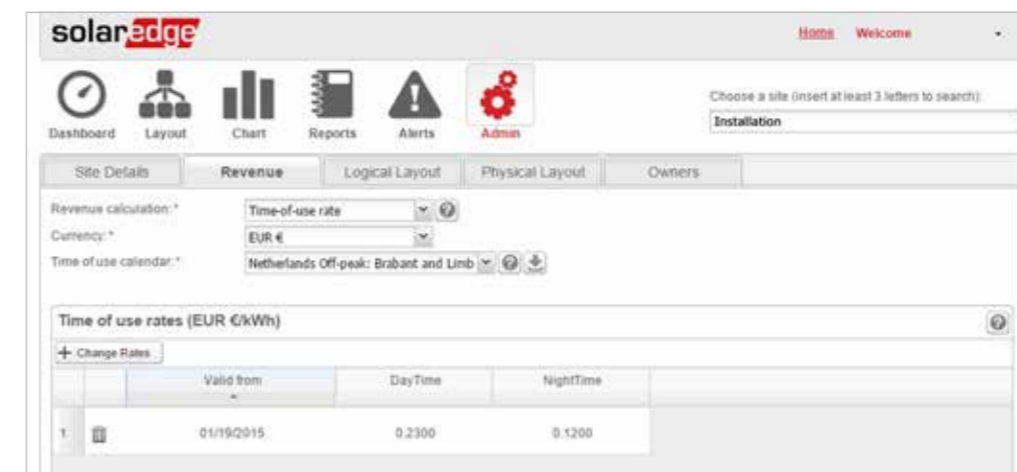 solaredge
Home Welcome
Dashboard Layout Chart Reports Alerts Admin
Choose a site (insert at least 3 letters to search):
Installation
Site Details Revenue Logical Layout Physical Layout Owners
Revenue calculation: * Time-of-use rate
Currency: * EUR €
Time of use calendar: * Netherlands Off-peak: Brabant and Limb
Time of use rates (EUR €/kWh)
+ Change Rates
Valid from DayTime NightTime
1 01/19/2015 0.2300 0.1200